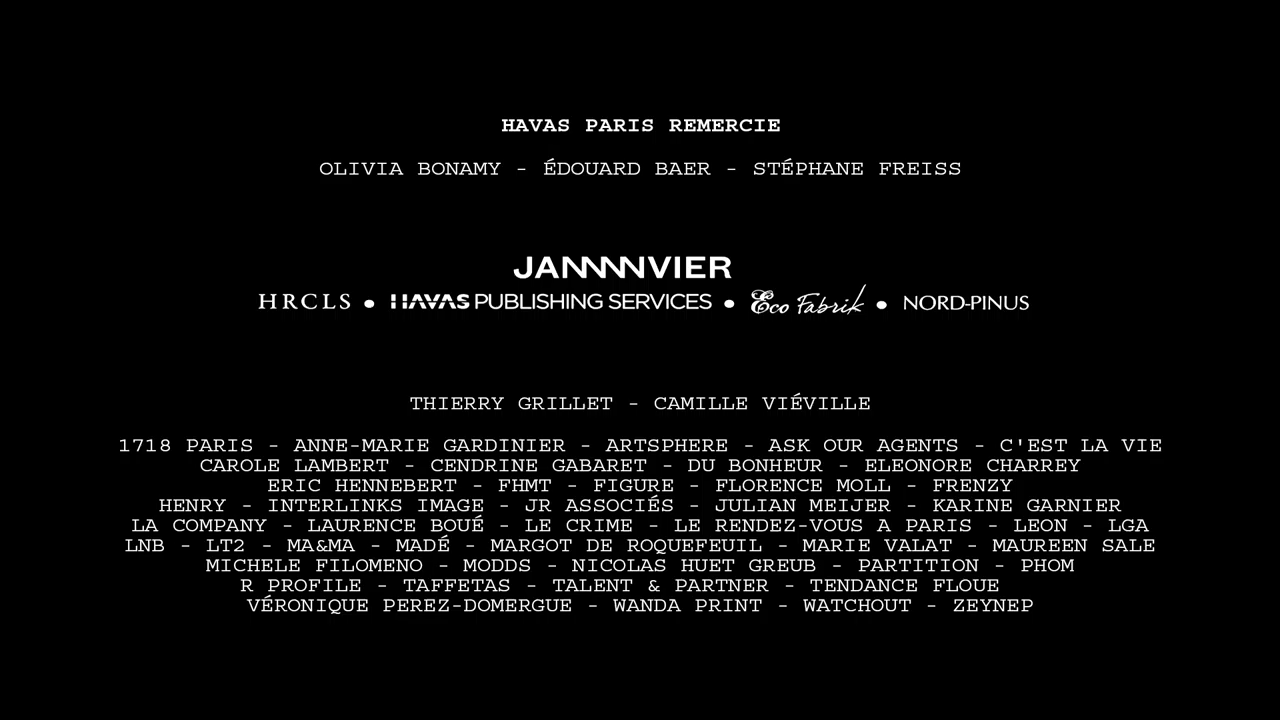 HAVAS PARIS REMERCIE
OLIVIA BONAMY - ÉDOUARD BAER - STÉPHANE FREISS
JANNNNVIER
HRCLS • HAVAS PUBLISHING SERVICES • Eco Fabrik • NORD-PINUS
THIERRY GRILLET - CAMILLE VIÉVILLE
1718 PARIS - ANNE-MARIE GARDINIER - ARTSPHERE - ASK OUR AGENTS - C'EST LA VIE
CAROLE LAMBERT - CENDRINE GABARET - DU BONHEUR - ELEONORE CHARREY
ERIC HENNEBERT - FHMT - FIGURE - FLORENCE MOLL - FRENZY
HENRY - INTERLINKS IMAGE - JR ASSOCIÉS - JULIAN MEIJER - KARINE GARNIER
LA COMPANY - LAURENCE BOUÉ - LE CRIME - LE RENDEZ-VOUS A PARIS - LEON - LGA
LNB - LT2 - MA&MA - MADÉ - MARGOT DE ROQUEFEUIL - MARIE VALAT - MAUREEN SALE
MICHELE FILOMENO - MODDS - NICOLAS HUET GREUB - PARTITION - PHOM
R PROFILE - TAFFETAS - TALENT & PARTNER - TENDANCE FLOUE
VÉRONIQUE PEREZ-DOMERGUE - WANDA PRINT - WATCHOUT - ZEYNEP